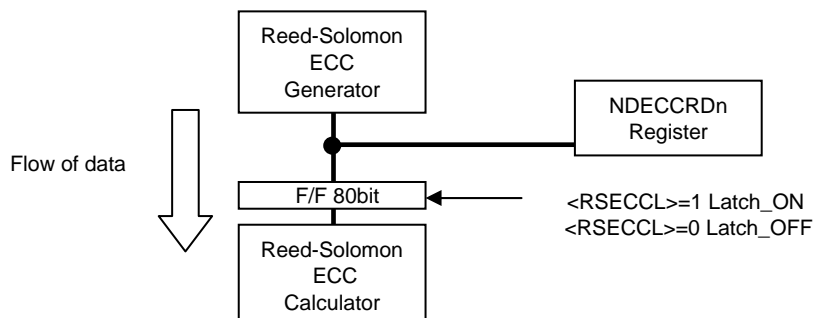 Reed-Solomon
ECC
Generator
NDECCRDn
Register
Flow of data
F/F 80bit
<RSECCL>=1 Latch_ON
<RSECCL>=0 Latch_OFF
Reed-Solomon
ECC
Calculator